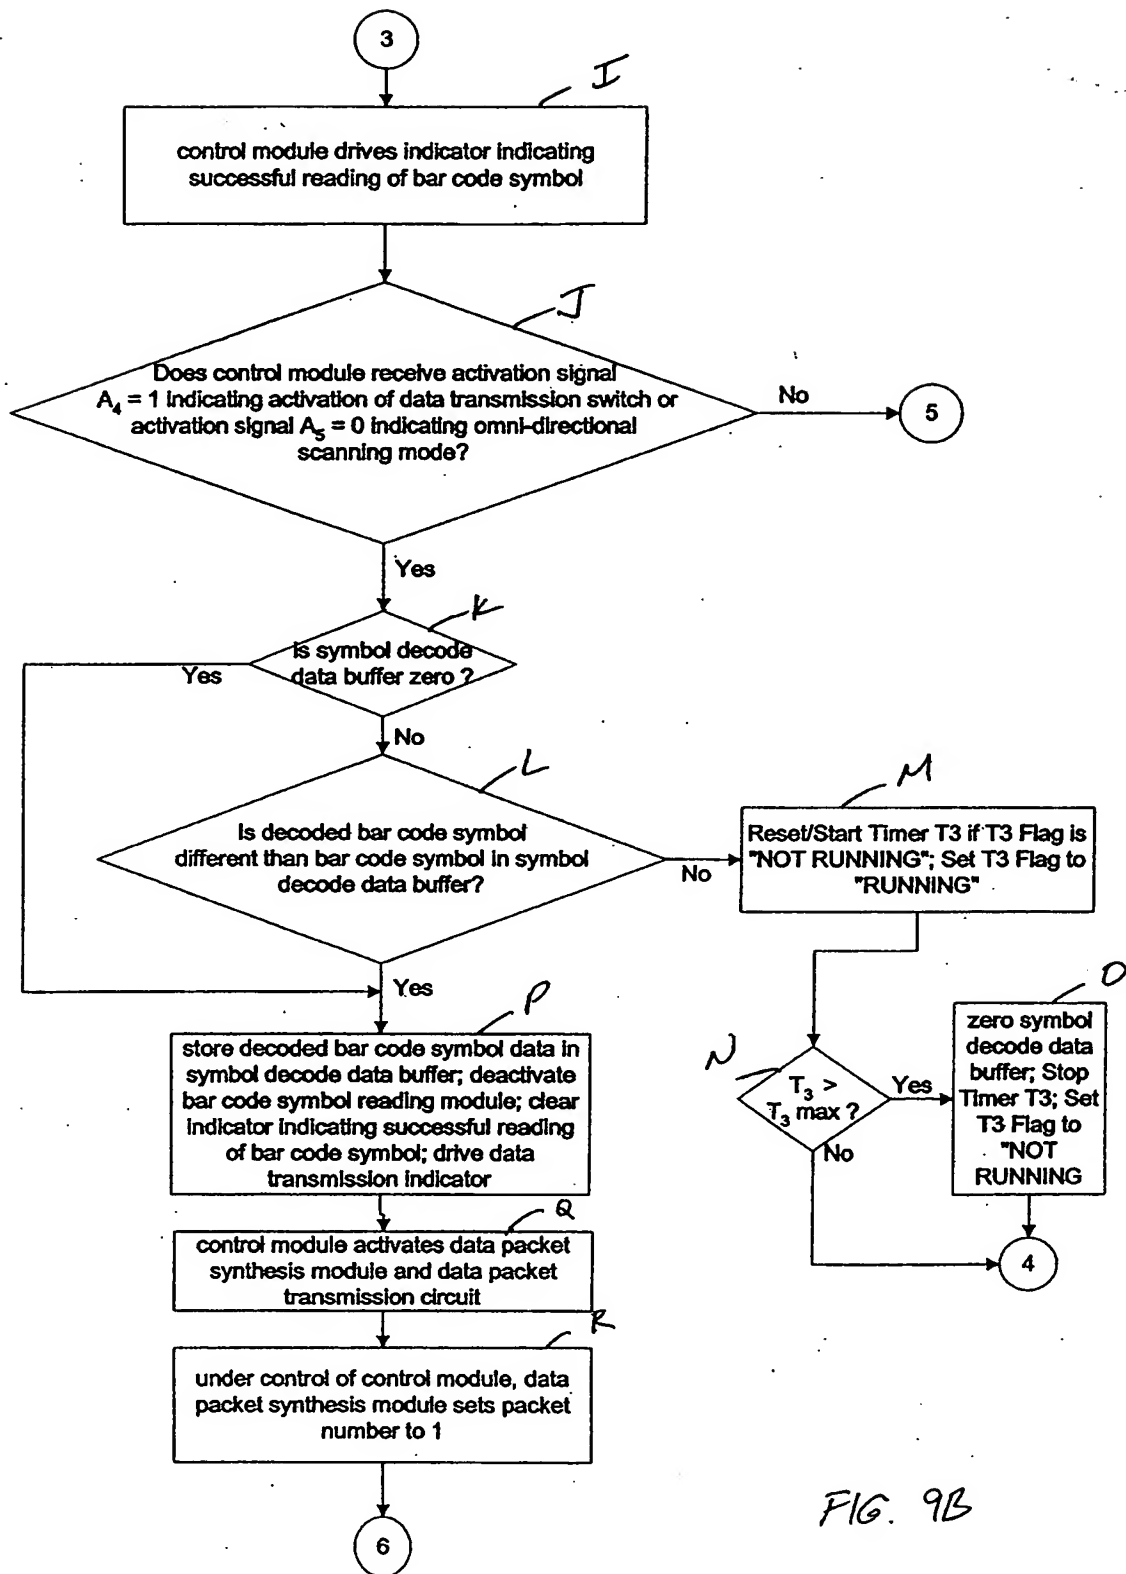 3
I
control module drives indicator indicating
successful reading of bar code symbol
J
Does control module receive activation signal
A4 = 1 indicating activation of data transmission switch or
activation signal A5 = 0 indicating omni-directional
scanning mode?
No
5
Yes
K
is symbol decode
data buffer zero ?
Yes
No
L
Is decoded bar code symbol
different than bar code symbol in symbol
decode data buffer?
No
M
Reset/Start Timer T3 if T3 Flag is
"NOT RUNNING"; Set T3 Flag to
"RUNNING"
Yes
P
store decoded bar code symbol data in
symbol decode data buffer; deactivate
bar code symbol reading module; clear
indicator indicating successful reading
of bar code symbol; drive data
transmission indicator
N
T3 >
T3 max ?
Yes
No
O
zero symbol
decode data
buffer; Stop
Timer T3; Set
T3 Flag to
"NOT
RUNNING
4
Q
control module activates data packet
synthesis module and data packet
transmission circuit
R
under control of control module, data
packet synthesis module sets packet
number to 1
6
FIG. 9B